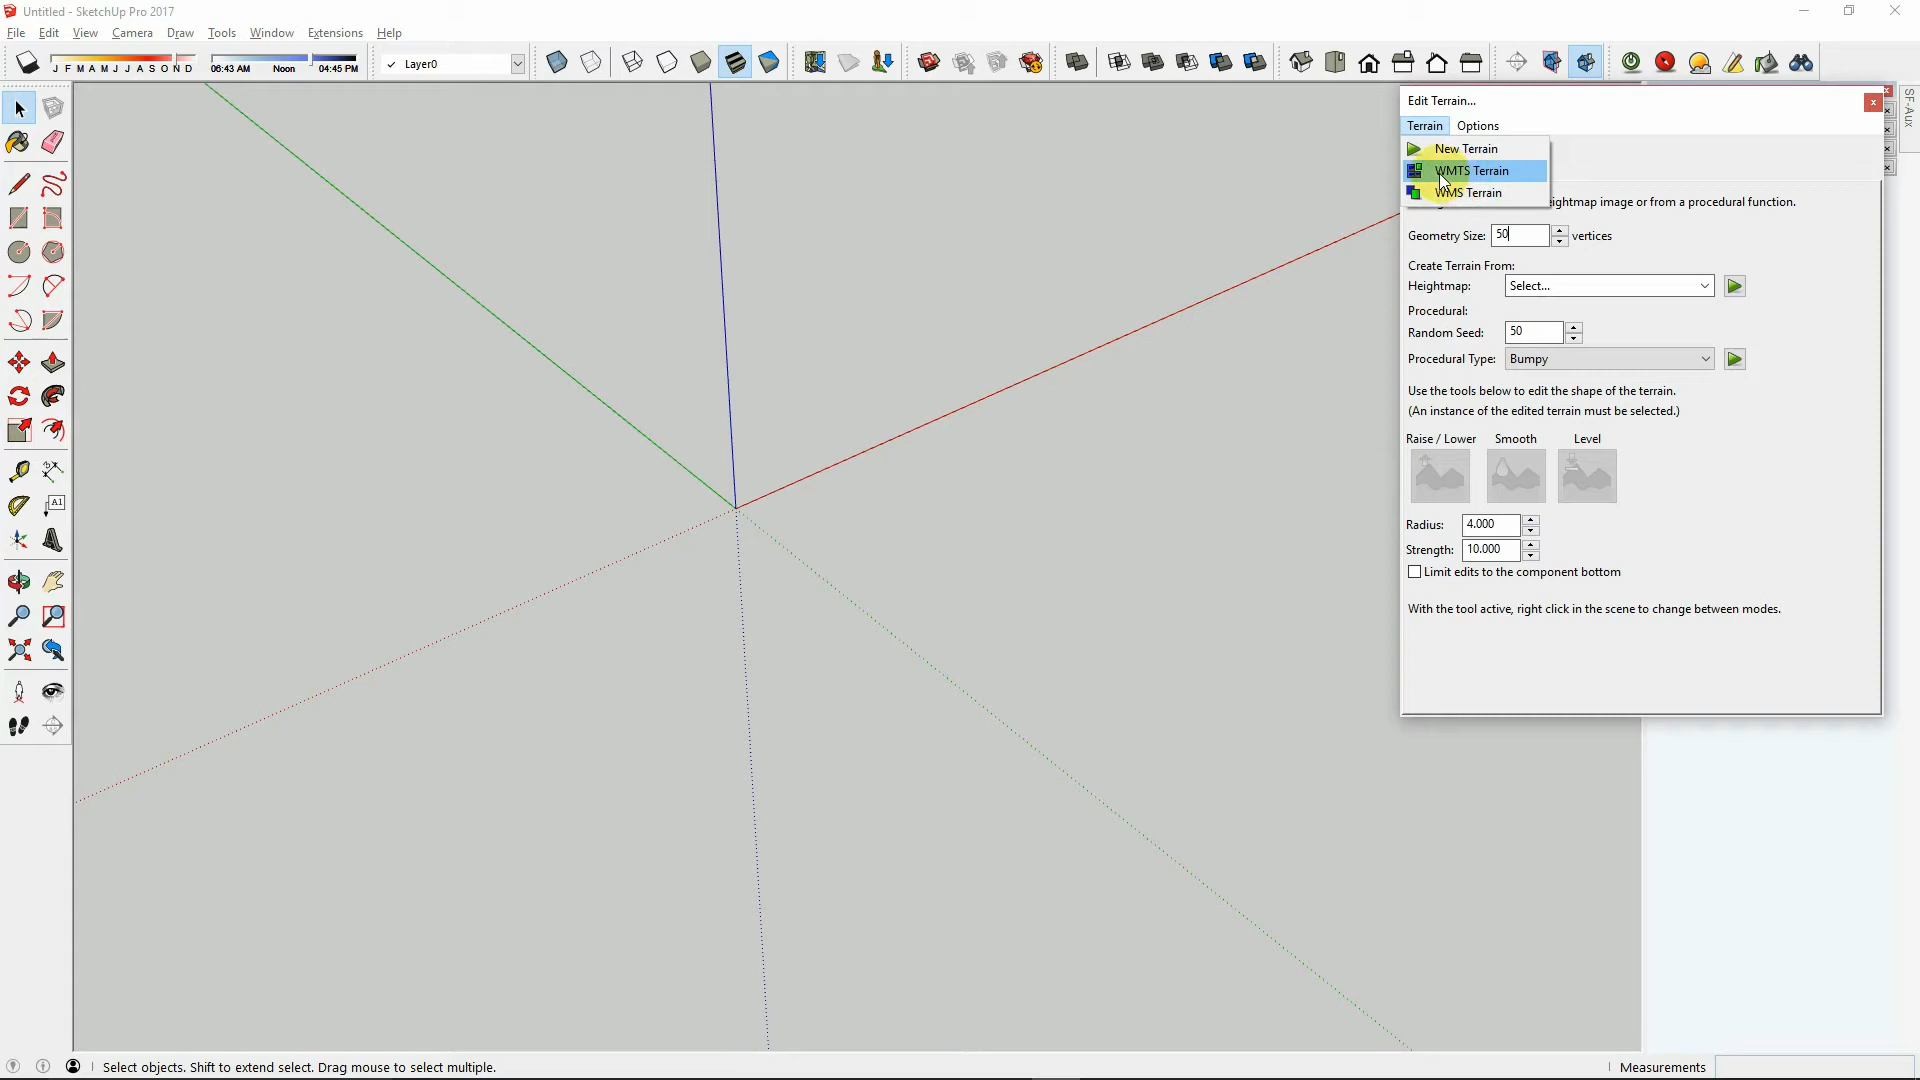 Untitled - SketchUp Pro 2017
File Edit View Camera Draw Tools Window Extensions Help
J F M A M J J A S O N D 06:43 AM Noon 04:45 PM Layer0
SF-Aux
Edit Terrain...
Terrain Options
New Terrain
WMTS Terrain
WMS Terrain
ightmap image or from a procedural function.
Geometry Size: 50 vertices
Create Terrain From:
Heightmap: Select...
Procedural:
Random Seed: 50
Procedural Type: Bumpy
Use the tools below to edit the shape of the terrain.
(An instance of the edited terrain must be selected.)
Raise / Lower Smooth Level
Radius: 4.000
Strength: 10.000
Limit edits to the component bottom
With the tool active, right click in the scene to change between modes.
A1
Select objects. Shift to extend select. Drag mouse to select multiple. Measurements